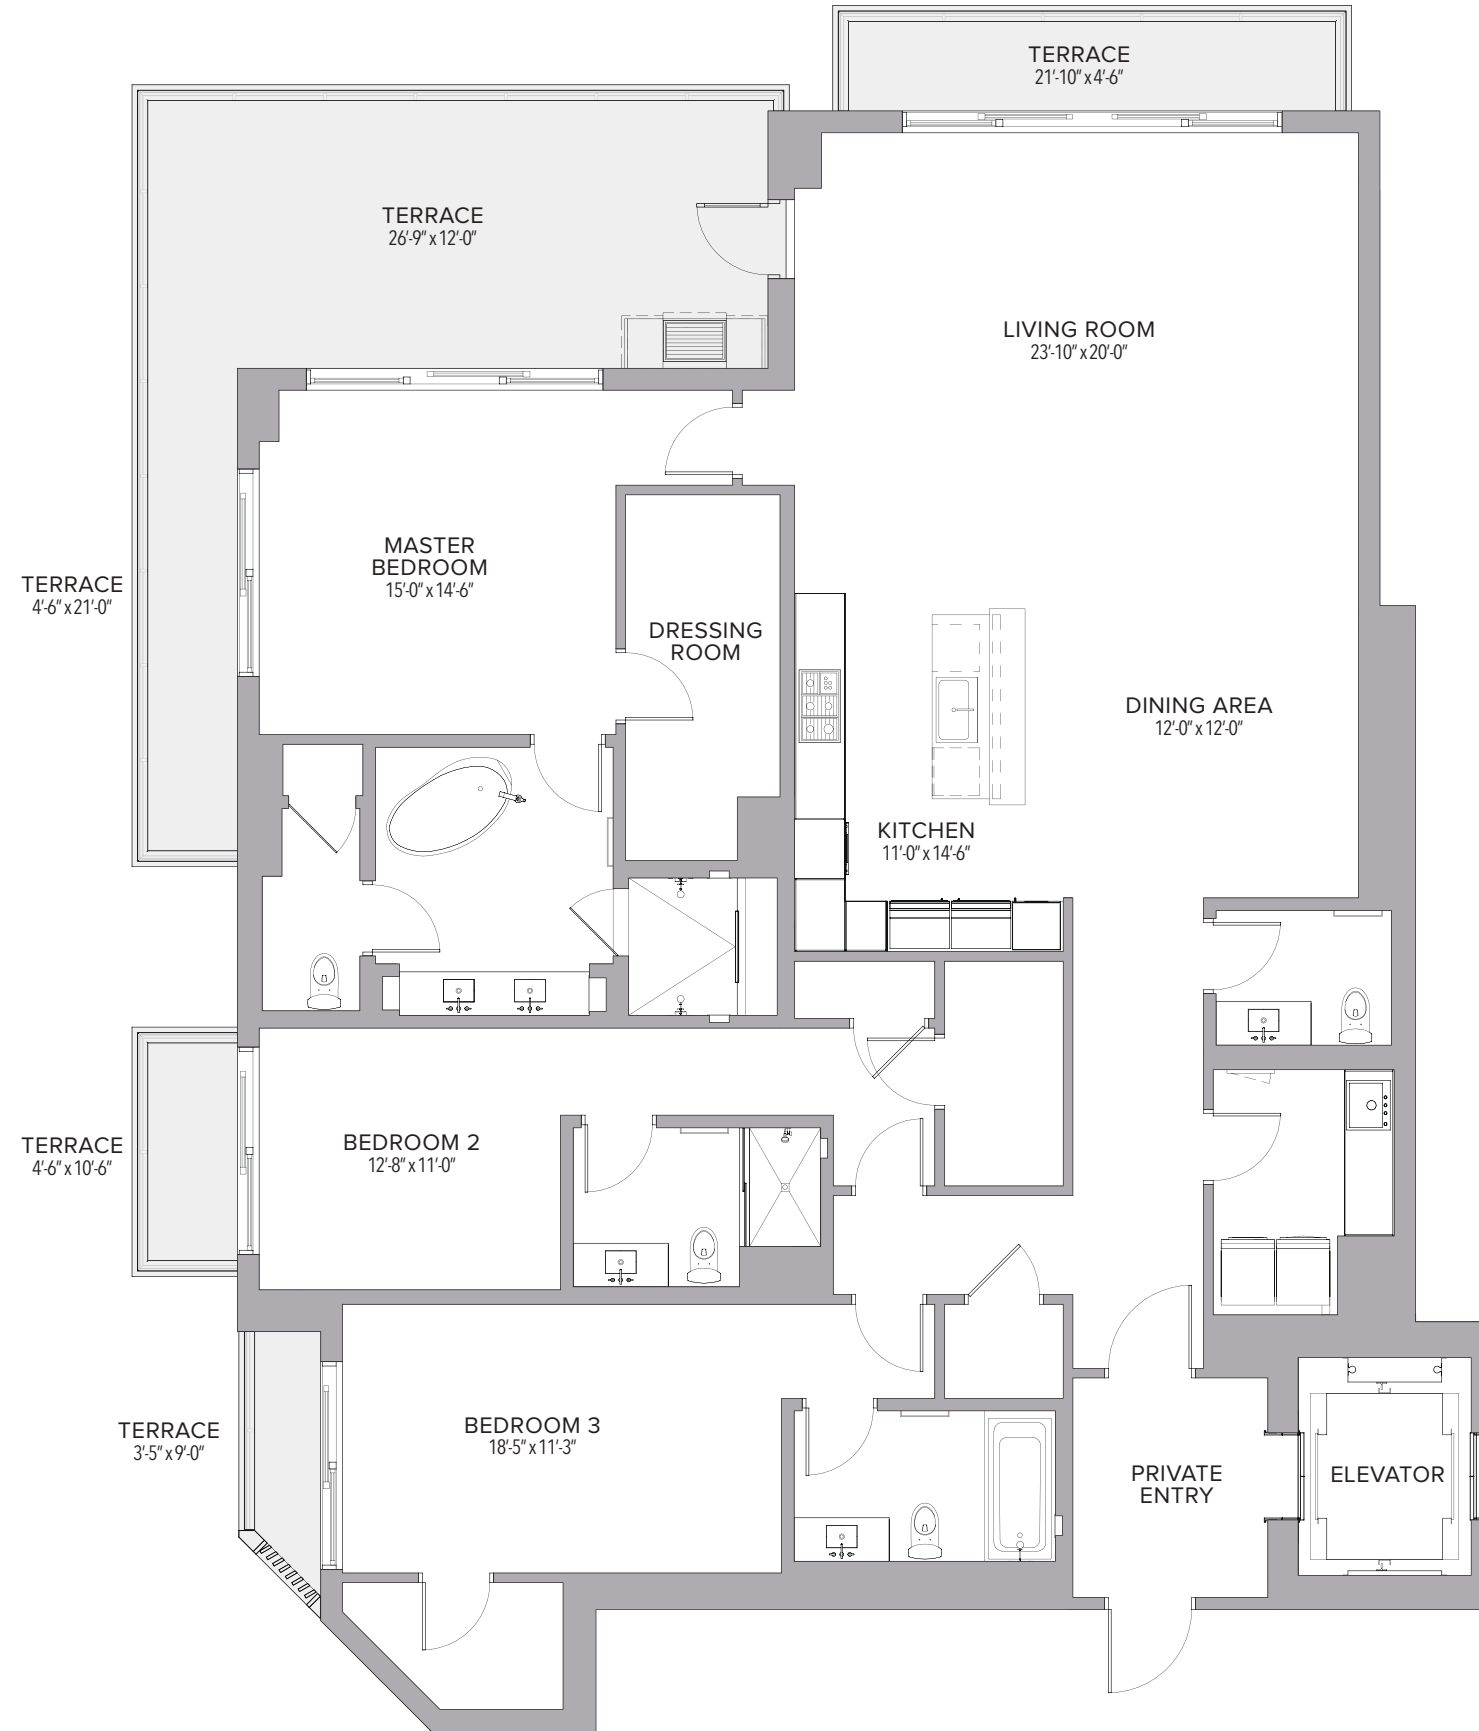 TERRACE
21'-10" x 4'-6"
TERRACE
26'-9" x 12'-0"
LIVING ROOM
23'-10" x 20'-0"
MASTER
BEDROOM
15'-0" x 14'-6"
TERRACE
4'-6" x 21'-0"
DRESSING
ROOM
DINING AREA
12'-0" x 12'-0"
KITCHEN
11'-0" x 14'-6"
TERRACE
4'-6" x 10'-6"
BEDROOM 2
12'-8" x 11'-0"
TERRACE
3'-5" x 9'-0"
BEDROOM 3
18'-5" x 11'-3"
PRIVATE
ENTRY
ELEVATOR